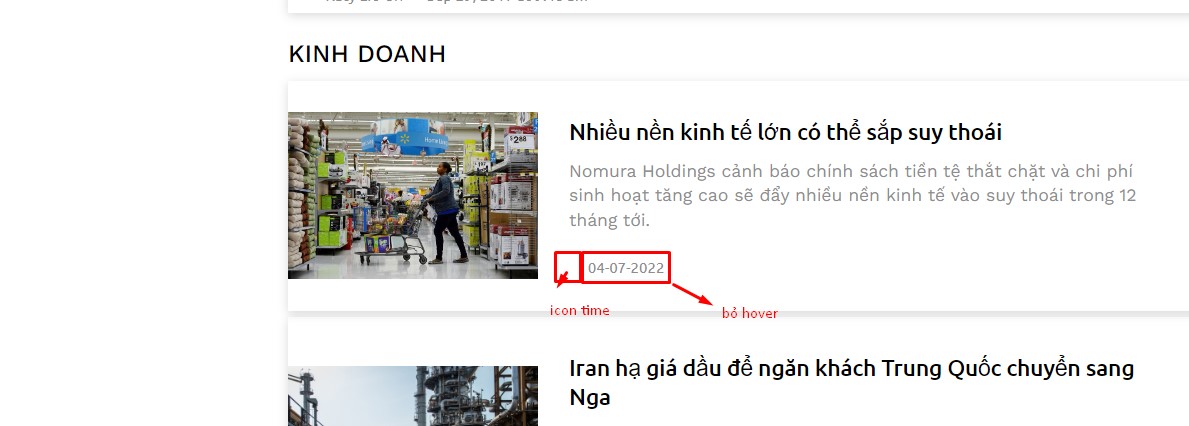 KINH DOANH
Nhiều nền kinh tế lớn có thể sắp suy thoái
Nomura Holdings cảnh báo chính sách tiền tệ thắt chặt và chi phí
sinh hoạt tăng cao sẽ đẩy nhiều nền kinh tế vào suy thoái trong 12
tháng tới.
04-07-2022
icon time
bỏ hover
Iran hạ giá dầu để ngăn khách Trung Quốc chuyển sang
Nga